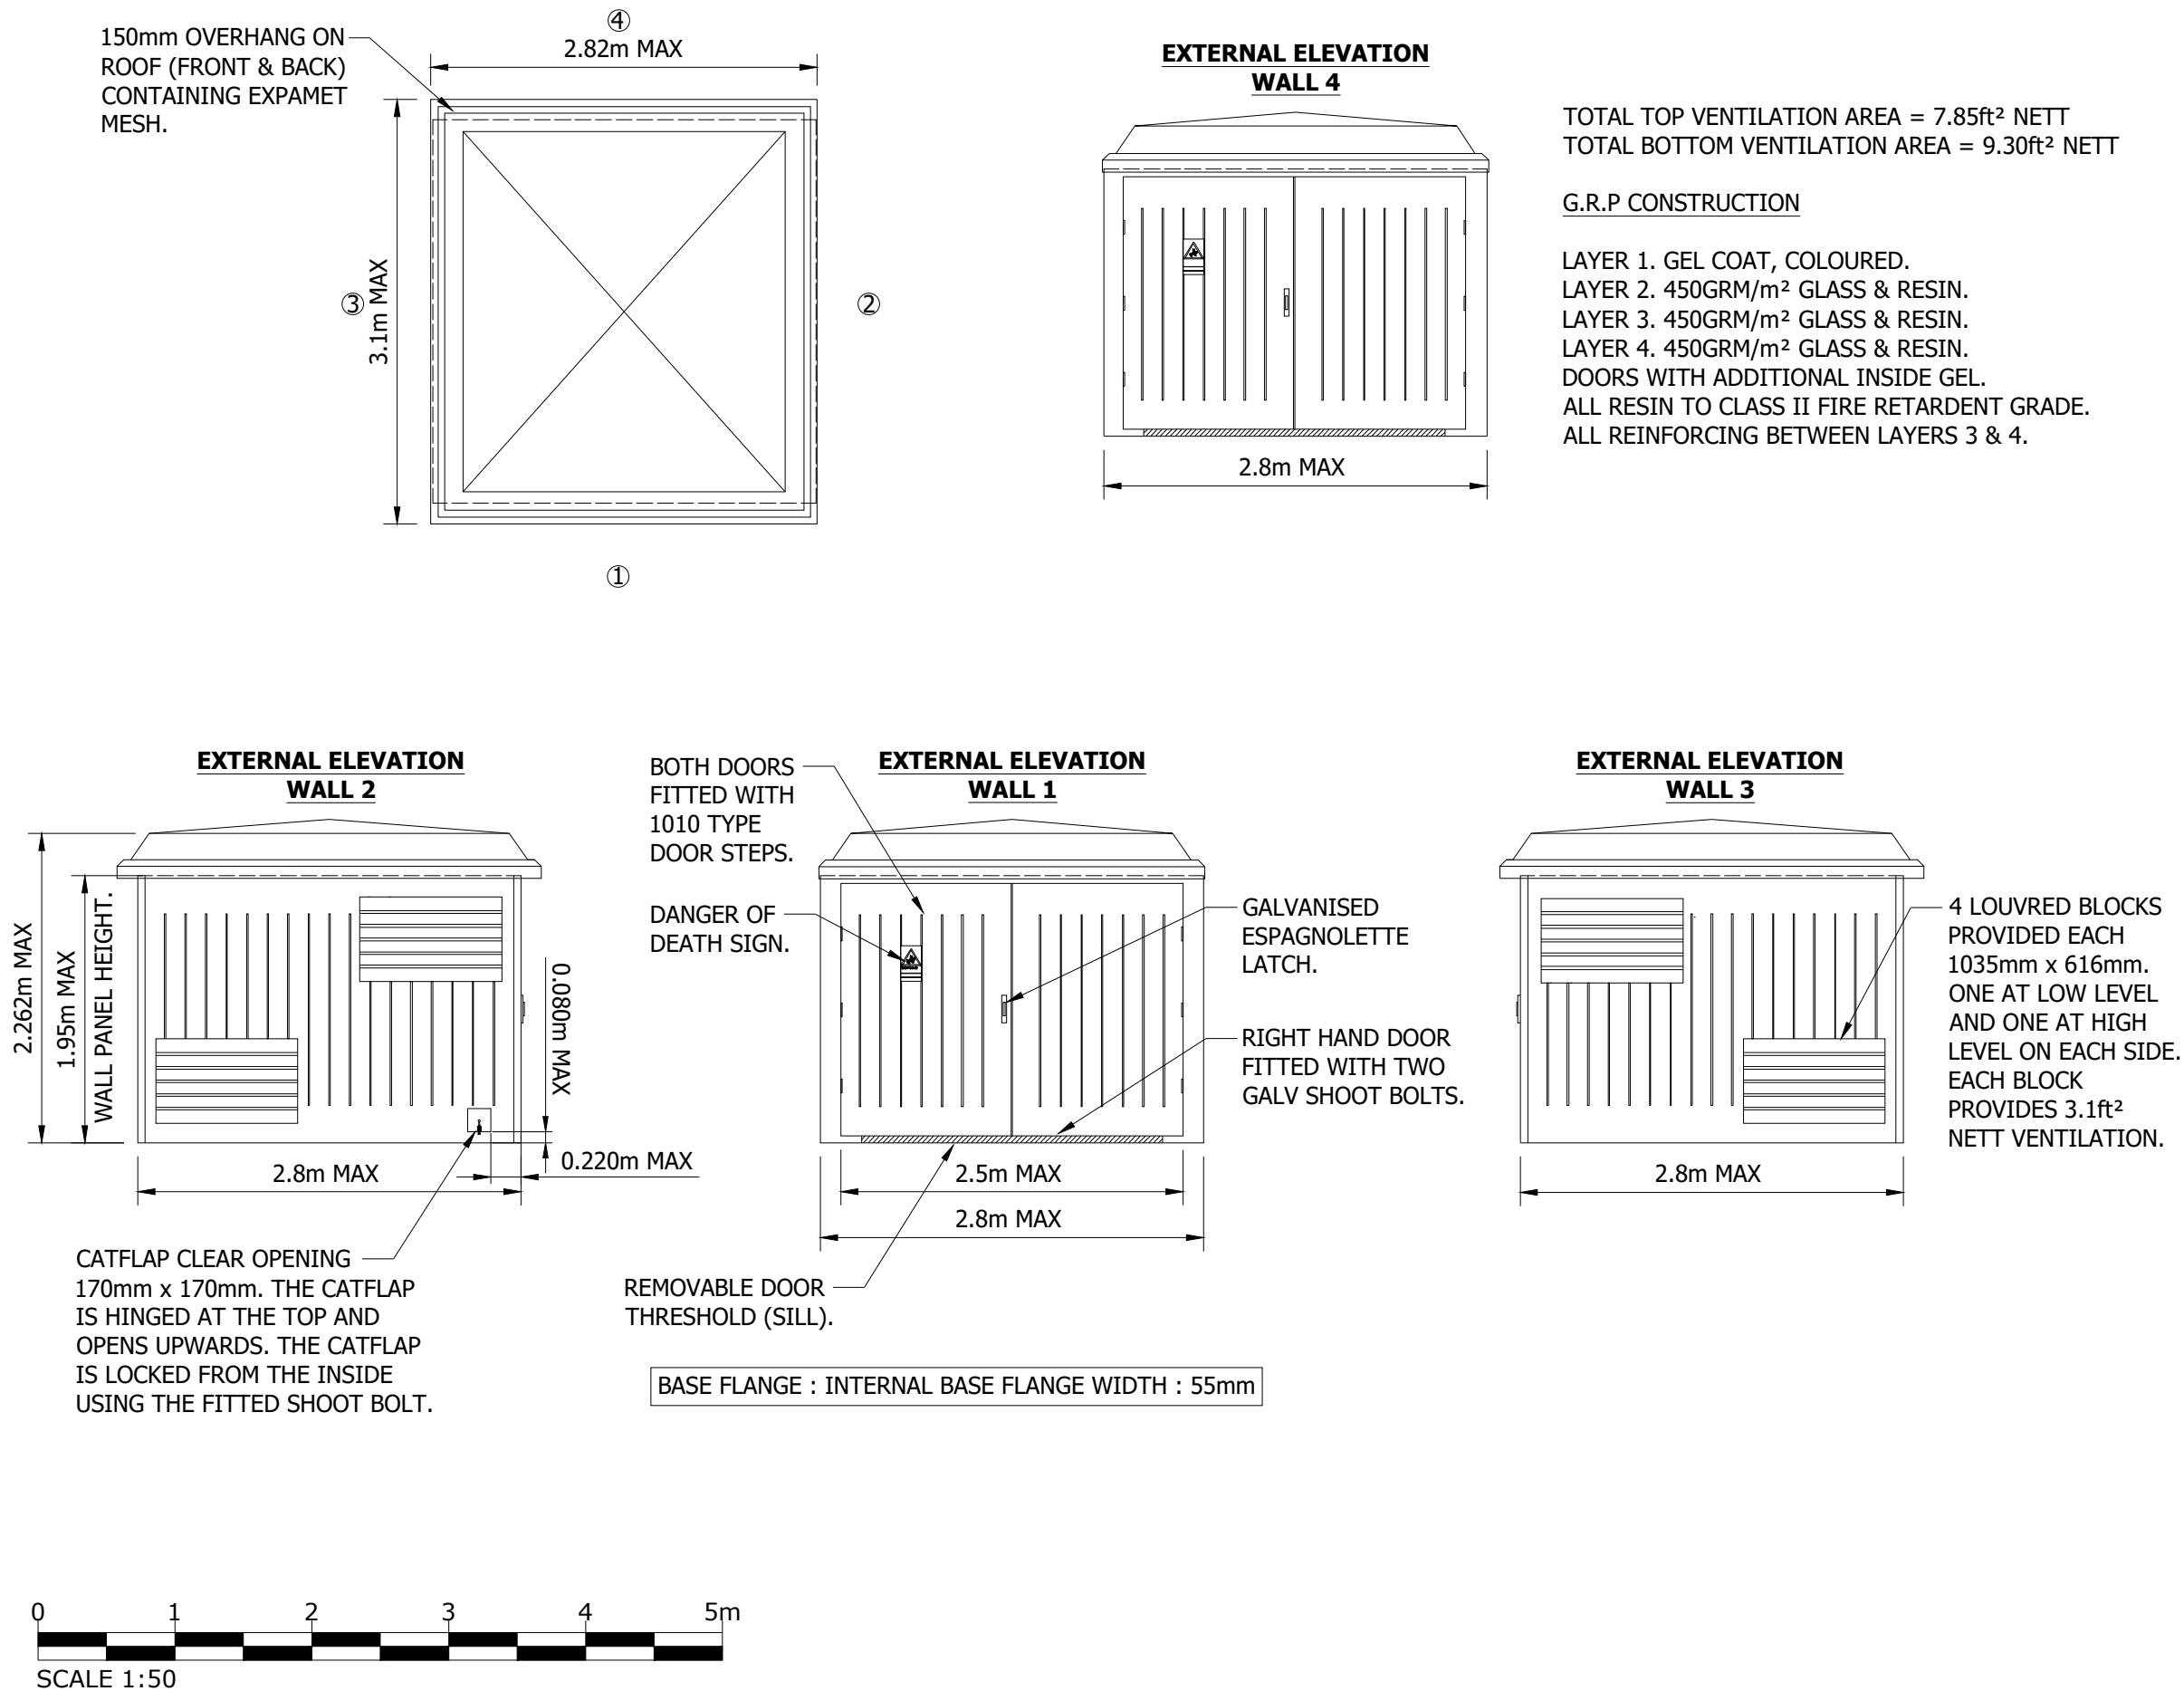 ④
2.82m MAX
150mm OVERHANG ON
ROOF (FRONT & BACK)
CONTAINING EXPAMET
MESH.
③
3.1m MAX
②
①
EXTERNAL ELEVATION
WALL 4
2.8m MAX
TOTAL TOP VENTILATION AREA = 7.85ft² NETT
TOTAL BOTTOM VENTILATION AREA = 9.30ft² NETT
G.R.P CONSTRUCTION
LAYER 1. GEL COAT, COLOURED.
LAYER 2. 450GRM/m² GLASS & RESIN.
LAYER 3. 450GRM/m² GLASS & RESIN.
LAYER 4. 450GRM/m² GLASS & RESIN.
DOORS WITH ADDITIONAL INSIDE GEL.
ALL RESIN TO CLASS II FIRE RETARDENT GRADE.
ALL REINFORCING BETWEEN LAYERS 3 & 4.
EXTERNAL ELEVATION
WALL 2
2.262m MAX
1.95m MAX
WALL PANEL HEIGHT.
0.080m MAX
0.220m MAX
2.8m MAX
CATFLAP CLEAR OPENING
170mm x 170mm. THE CATFLAP
IS HINGED AT THE TOP AND
OPENS UPWARDS. THE CATFLAP
IS LOCKED FROM THE INSIDE
USING THE FITTED SHOOT BOLT.
BOTH DOORS
FITTED WITH
1010 TYPE
DOOR STEPS.
DANGER OF
DEATH SIGN.
EXTERNAL ELEVATION
WALL 1
GALVANISED
ESPAGNOLETTE
LATCH.
RIGHT HAND DOOR
FITTED WITH TWO
GALV SHOOT BOLTS.
2.5m MAX
2.8m MAX
REMOVABLE DOOR
THRESHOLD (SILL).
BASE FLANGE : INTERNAL BASE FLANGE WIDTH : 55mm
EXTERNAL ELEVATION
WALL 3
4 LOUVRED BLOCKS
PROVIDED EACH
1035mm x 616mm.
ONE AT LOW LEVEL
AND ONE AT HIGH
LEVEL ON EACH SIDE.
EACH BLOCK
PROVIDES 3.1ft²
NETT VENTILATION.
2.8m MAX
0 1 2 3 4 5m
SCALE 1:50